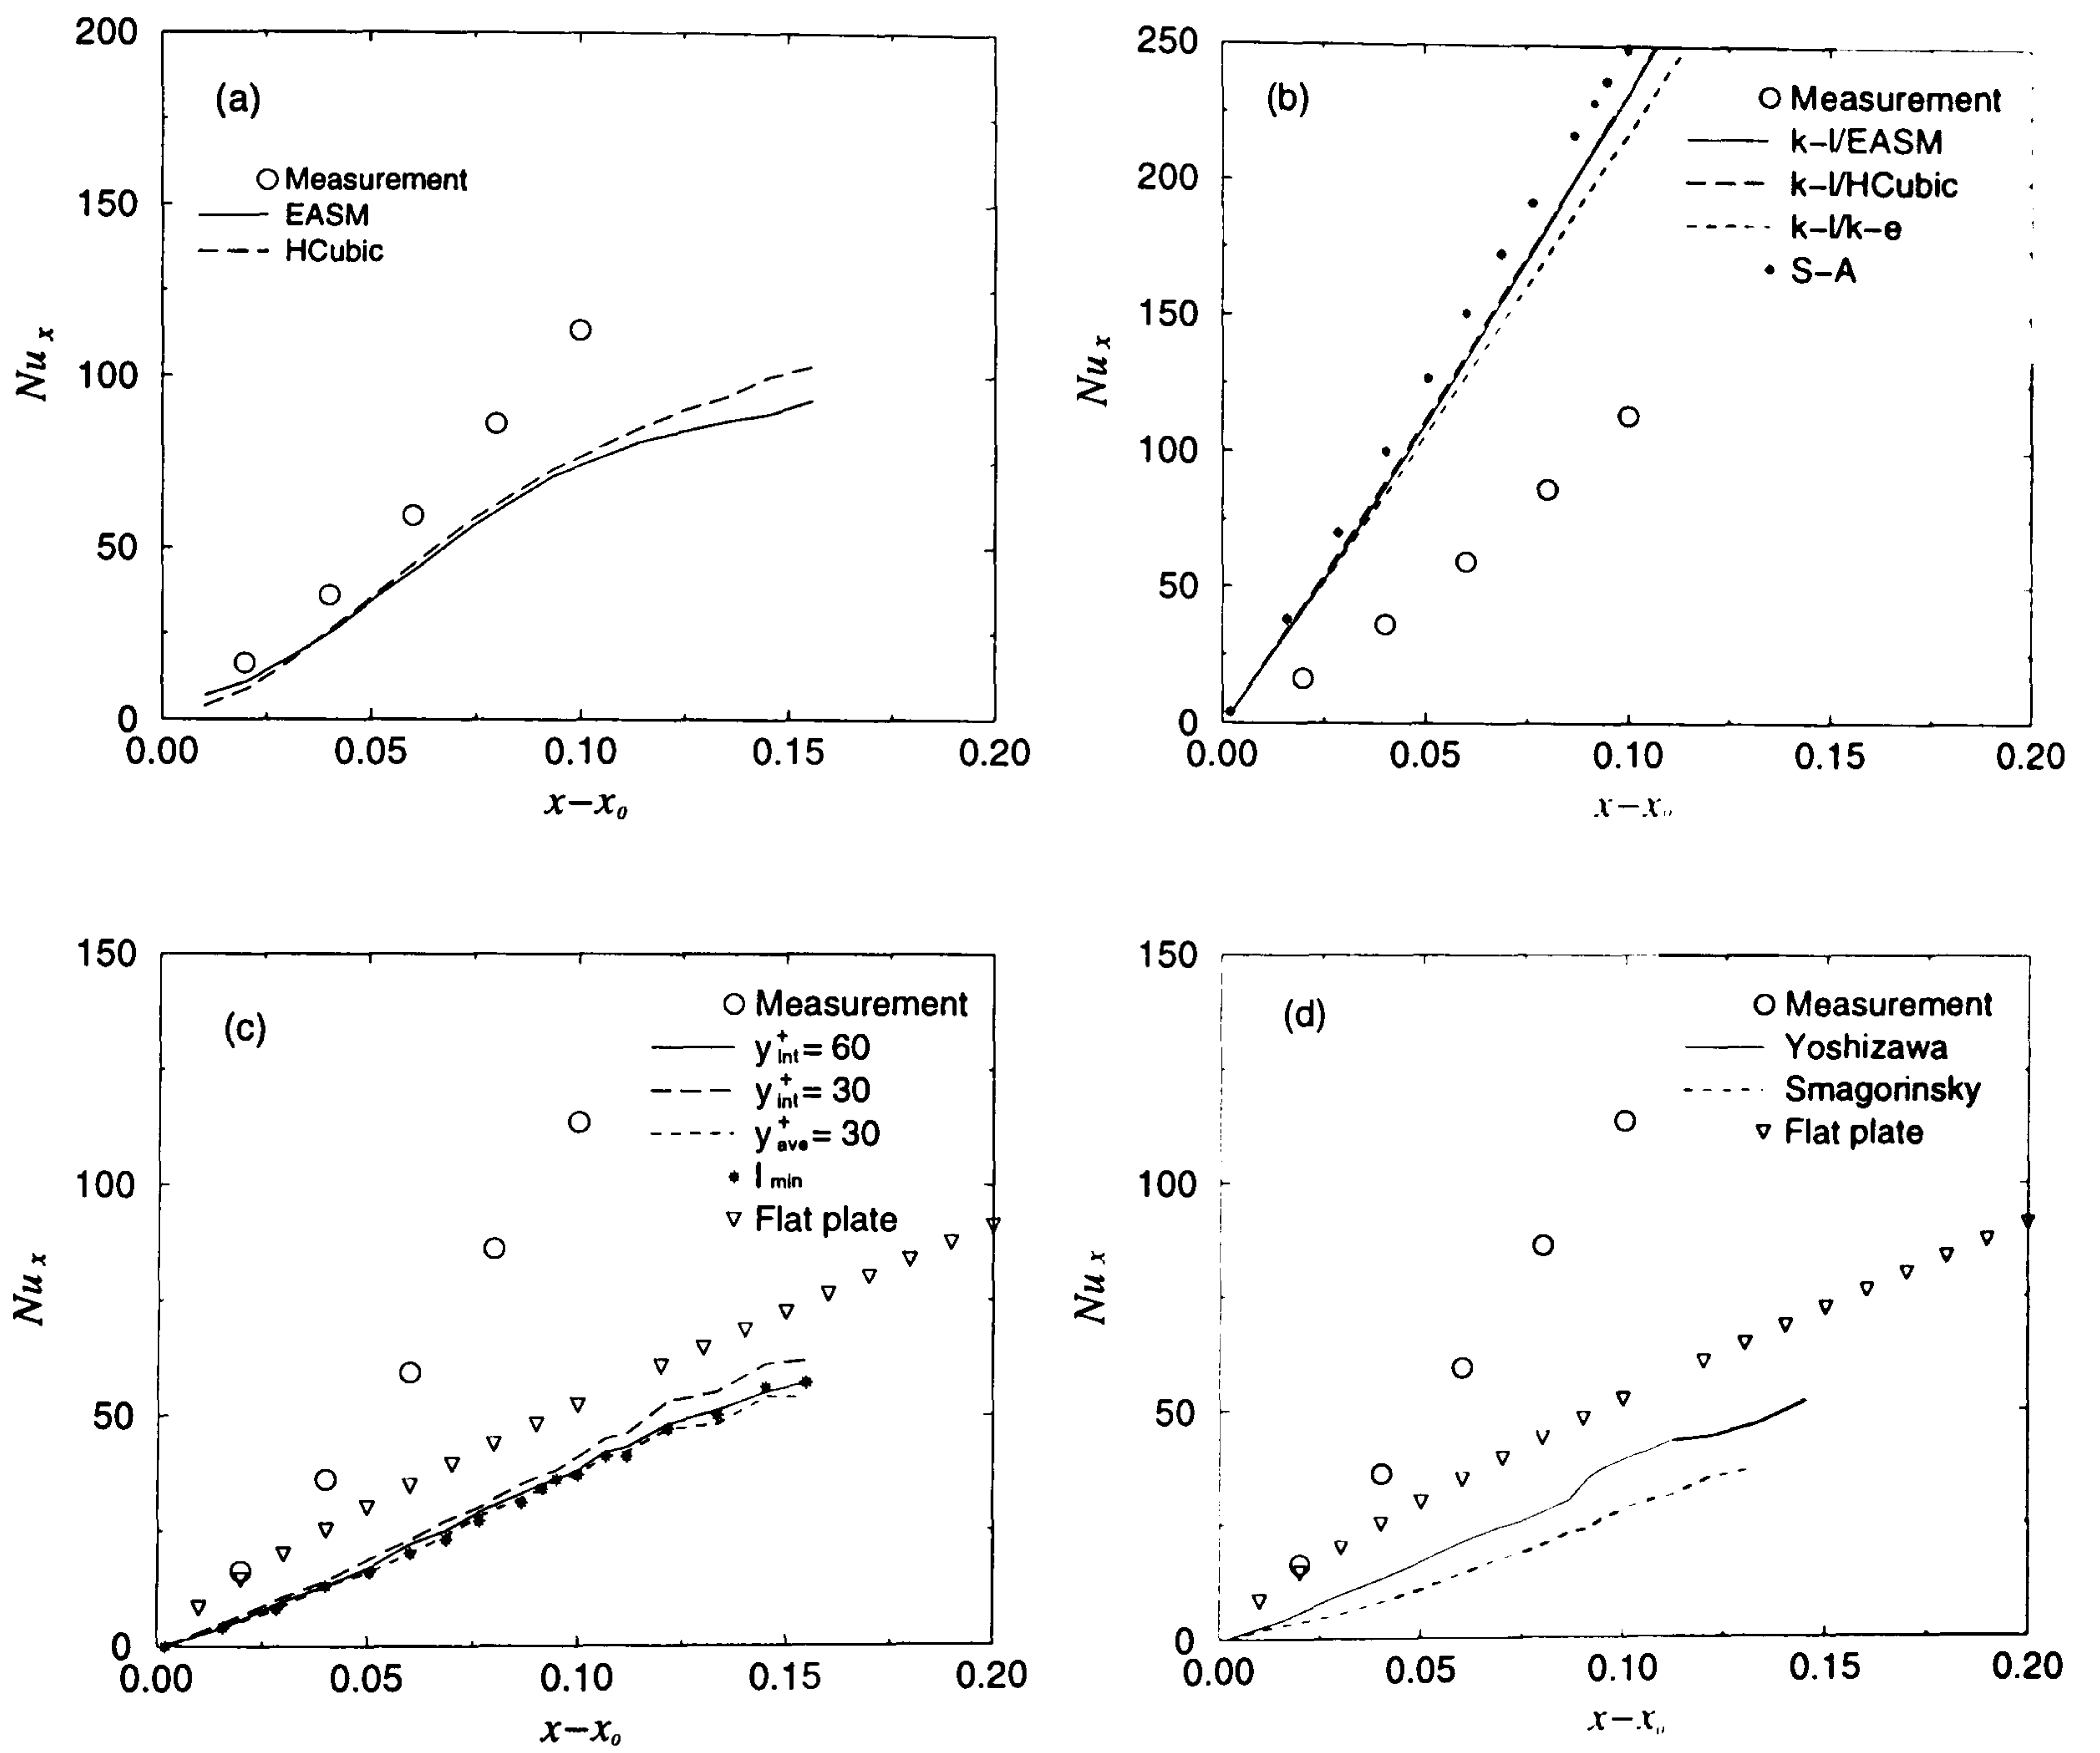 200
150
100
50
0
0.00 0.05 0.10 0.15 0.20
Nu x
x–x₀
(a)
Measurement
EASM
HCubic
250
200
150
100
50
0
0.00 0.05 0.10 0.15 0.20
Nu x
x–x₀
(b)
Measurement
k–l/EASM
k–l/HCubic
k–l/k–e
S–A
150
100
50
0
0.00 0.05 0.10 0.15 0.20
Nu x
x–x₀
(c)
Measurement
y⁺int = 60
y⁺int = 30
y⁺ave = 30
l min
Flat plate
150
100
50
0
0.00 0.05 0.10 0.15 0.20
Nu x
x–x₀
(d)
Measurement
Yoshizawa
Smagorinsky
Flat plate